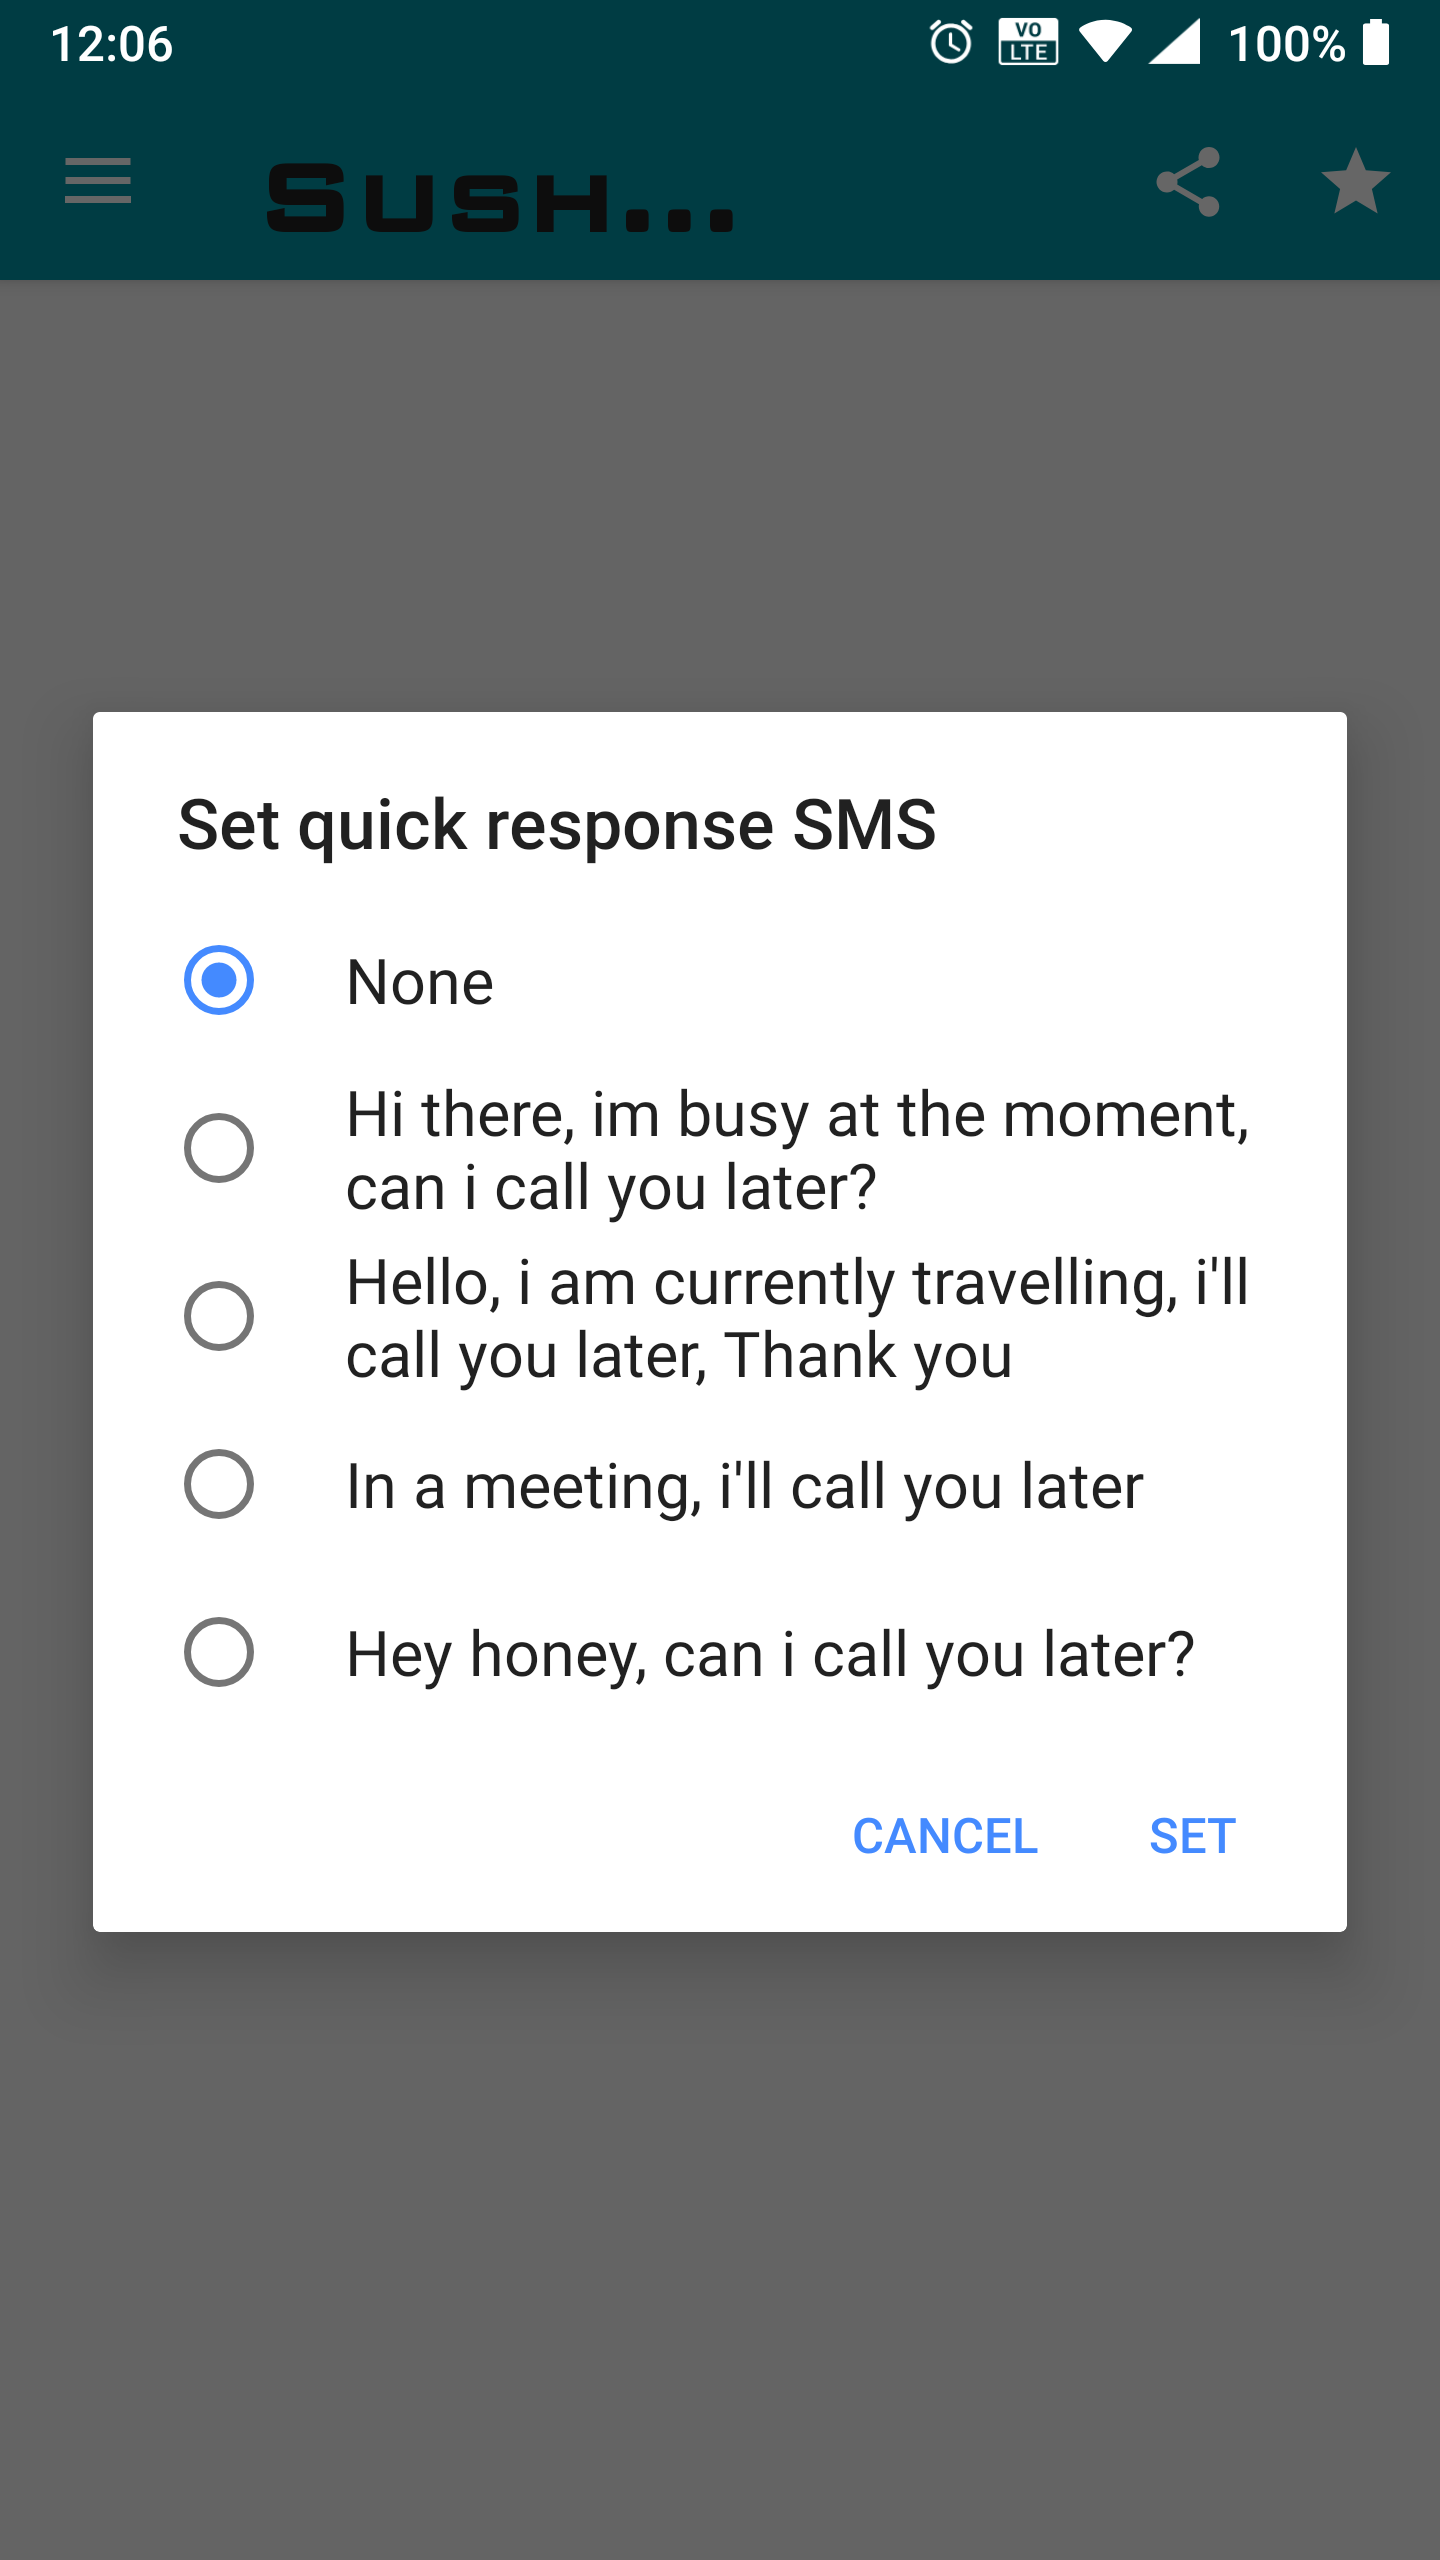 12:06
VO
LTE
100%
Sush...
Set quick response SMS
None
Hi there, im busy at the moment,
can i call you later?
Hello, i am currently travelling, i'll
call you later, Thank you
In a meeting, i'll call you later
Hey honey, can i call you later?
CANCEL
SET